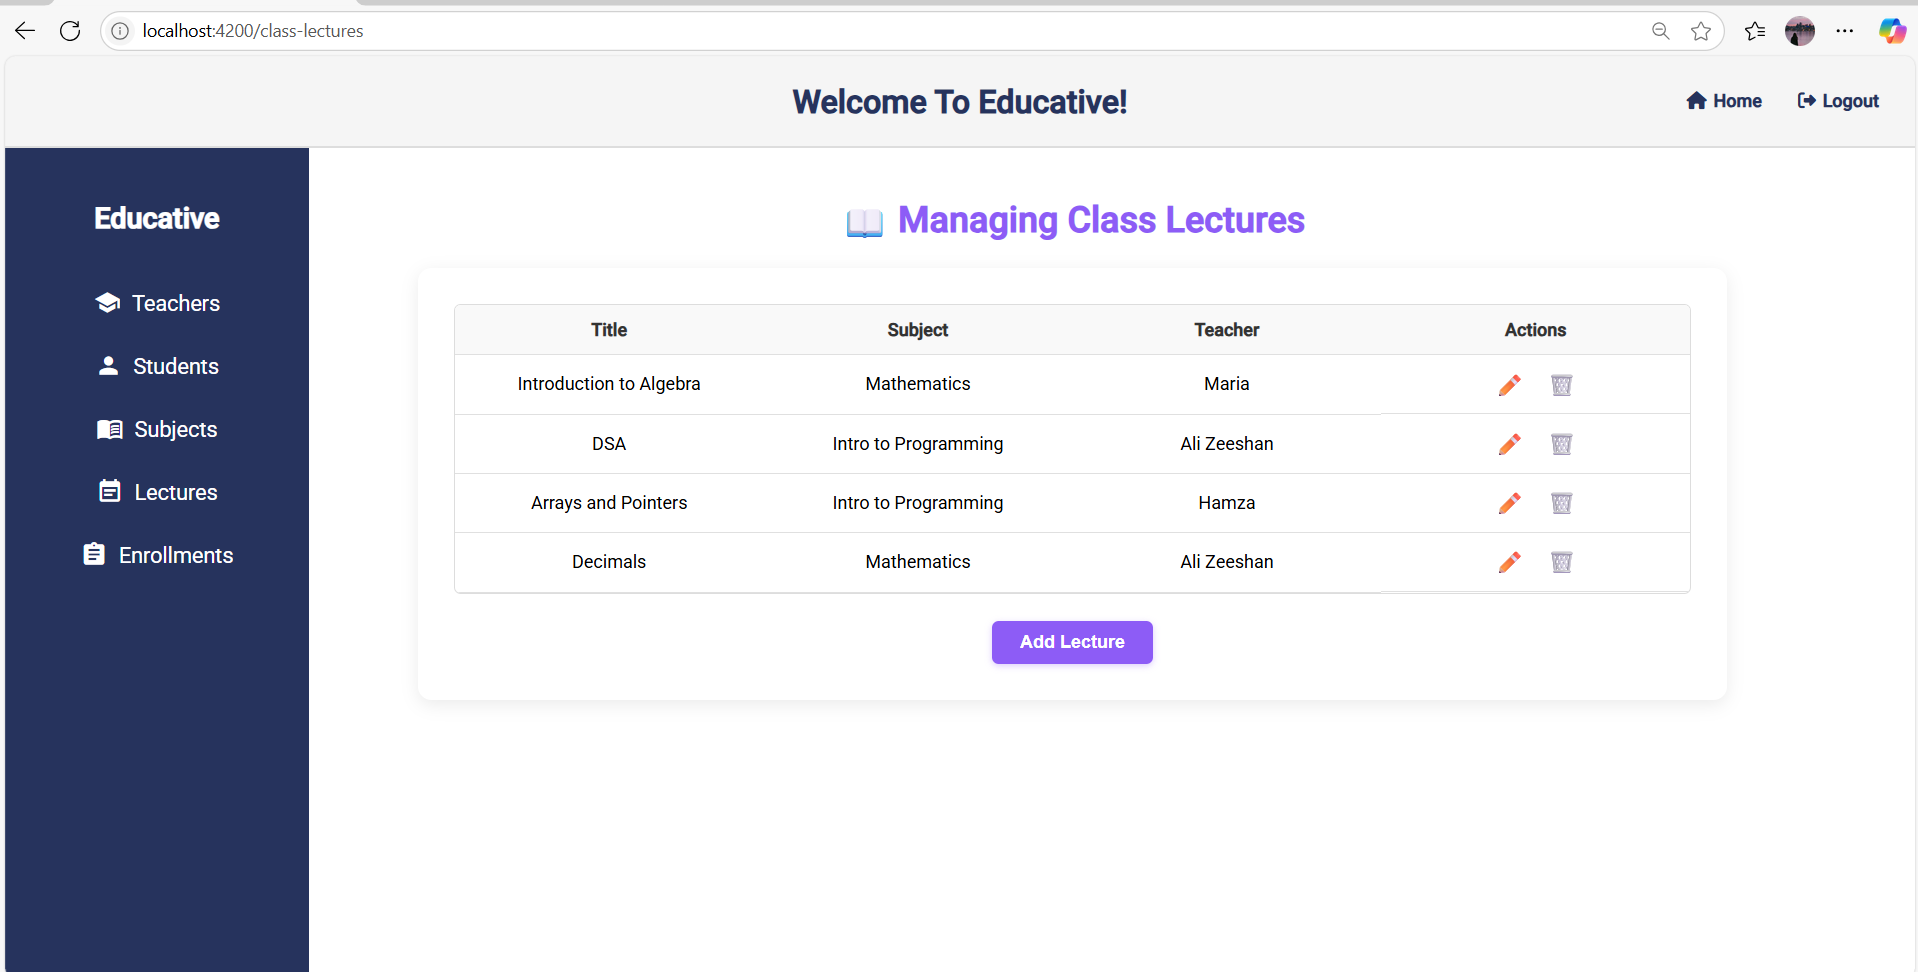 localhost:4200/class-lectures
Welcome To Educative!
Home
Logout
Educative
Teachers
Students
Subjects
Lectures
Enrollments
Managing Class Lectures
Title Subject Teacher Actions
Introduction to Algebra Mathematics Maria
DSA Intro to Programming Ali Zeeshan
Arrays and Pointers Intro to Programming Hamza
Decimals Mathematics Ali Zeeshan
Add Lecture